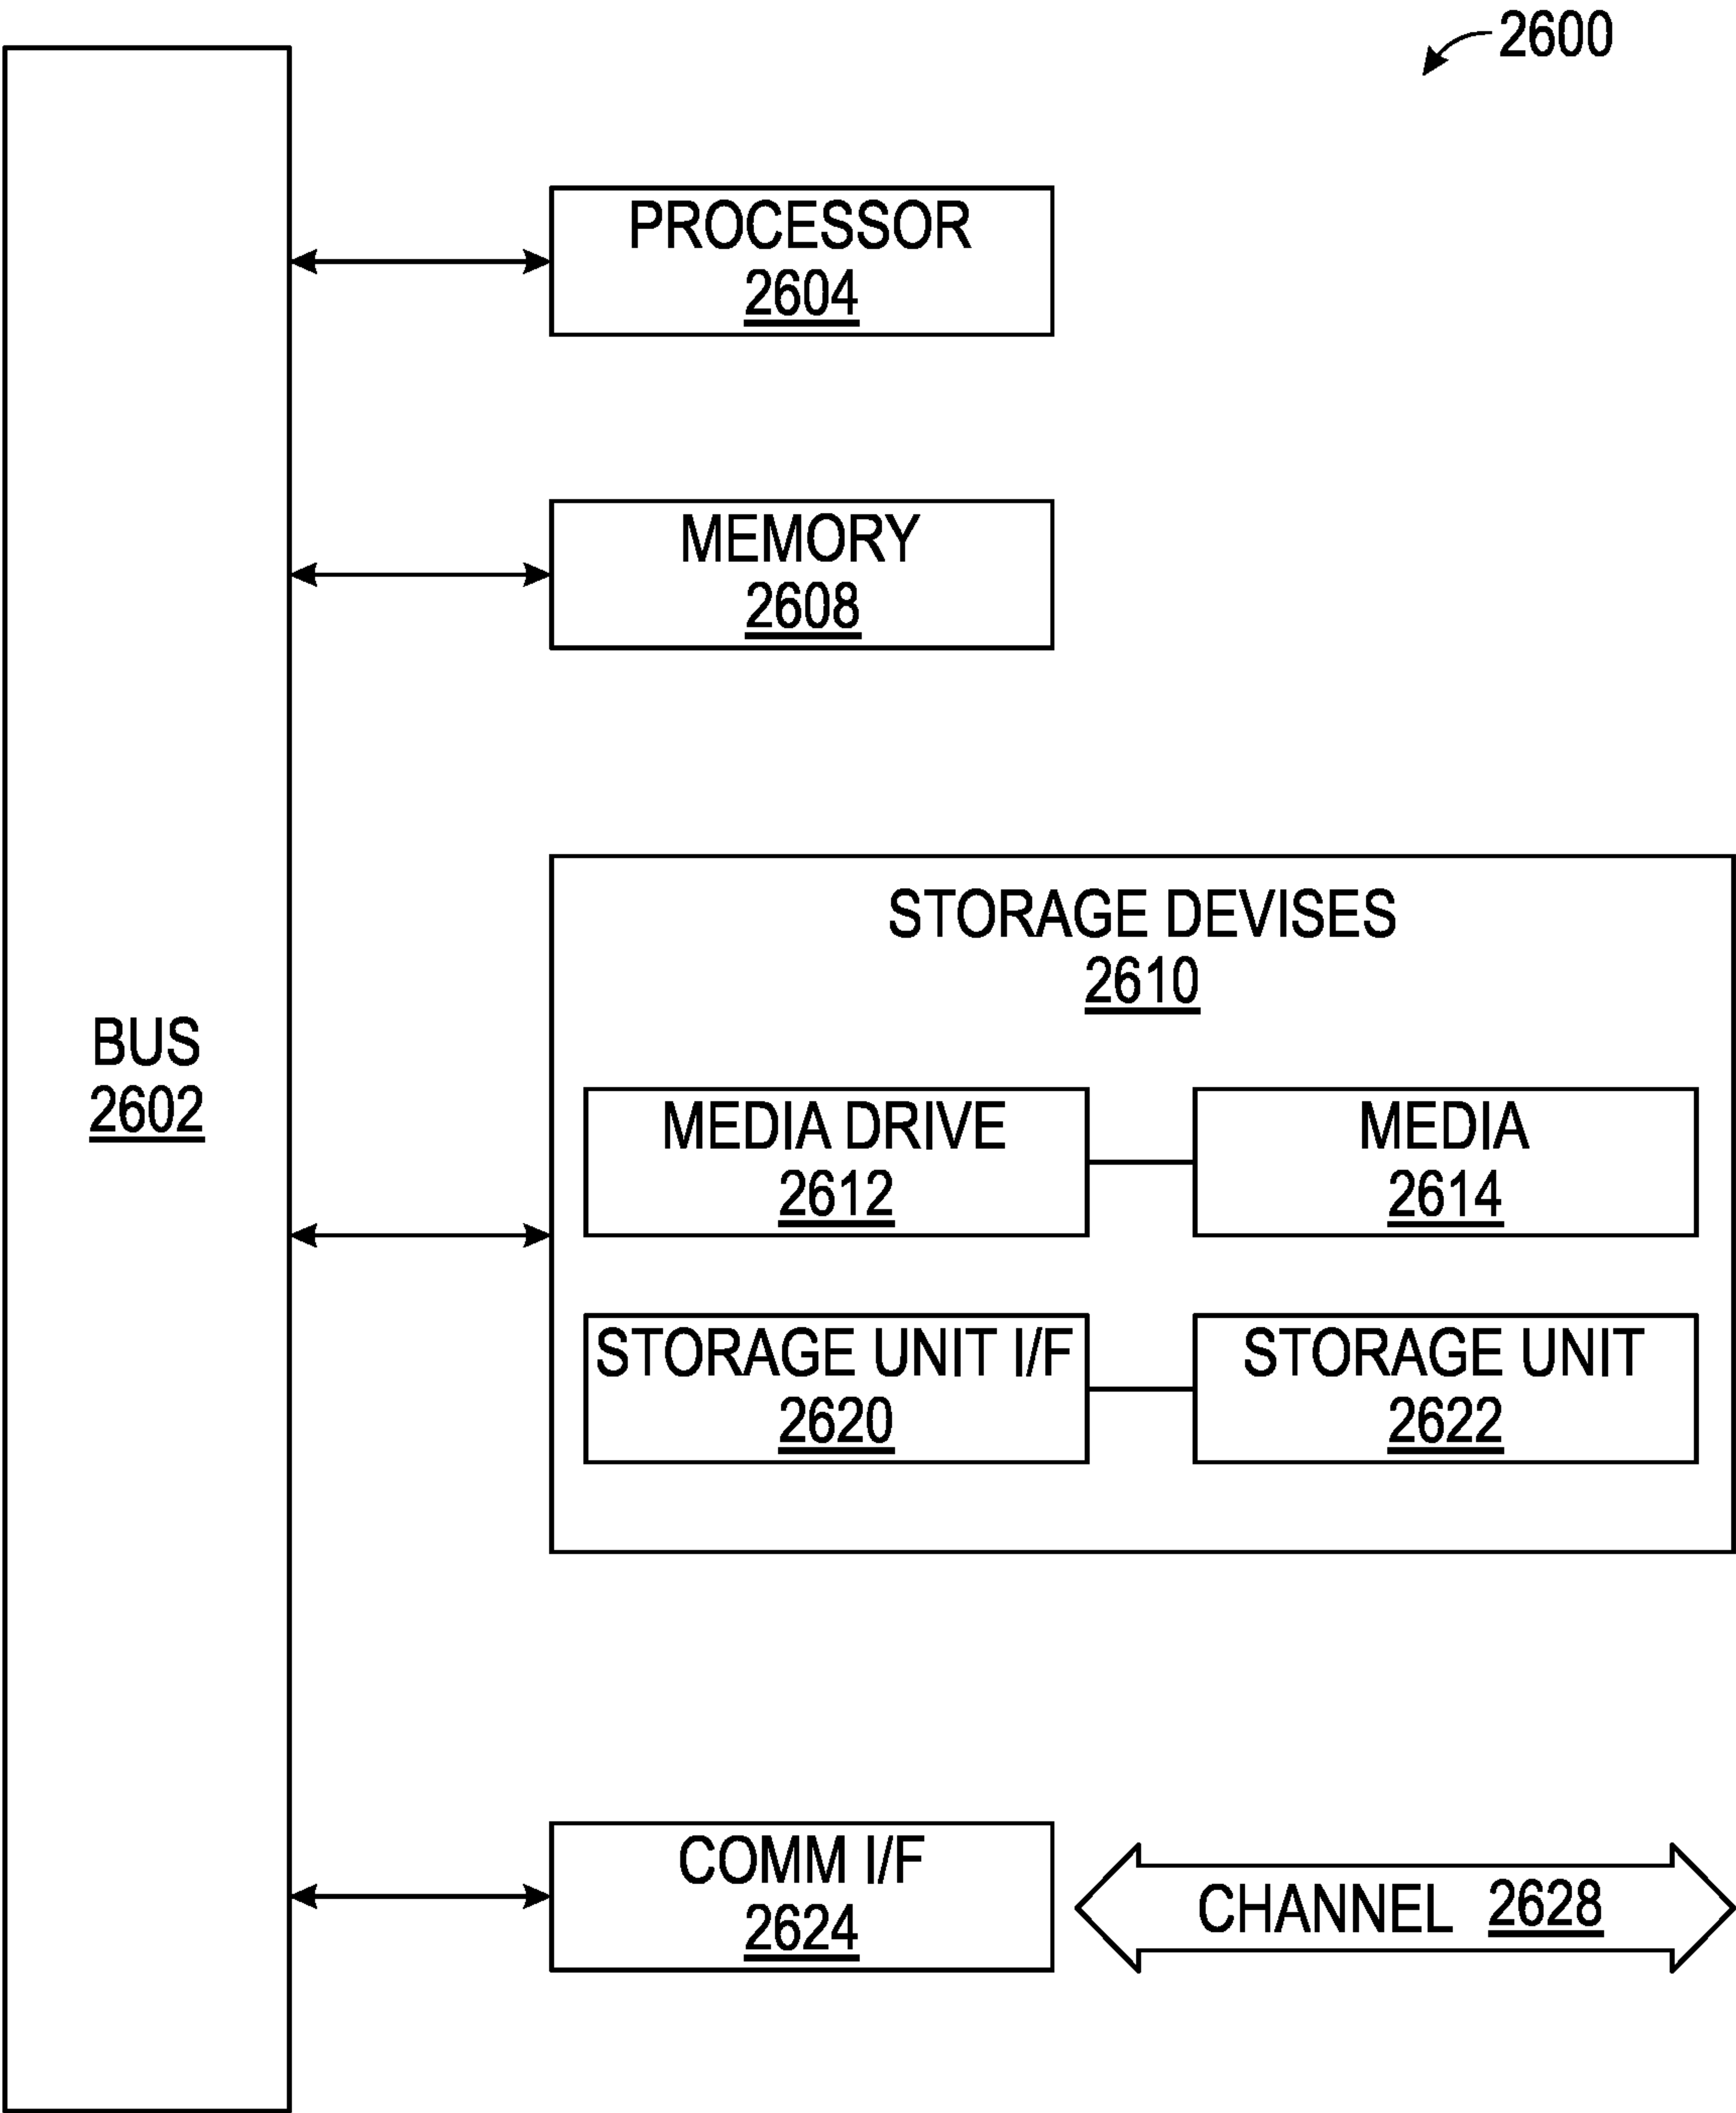 2600
PROCESSOR
2604
MEMORY
2608
STORAGE DEVISES
2610
BUS
2602
MEDIA DRIVE
2612
MEDIA
2614
STORAGE UNIT I/F
2620
STORAGE UNIT
2622
COMM I/F
2624
CHANNEL 2628